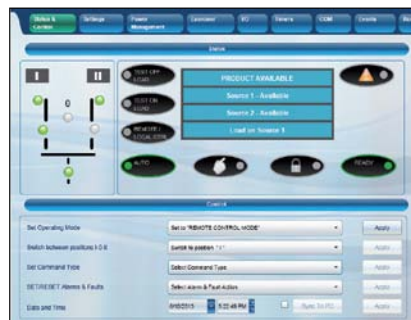 Status & Control
Settings
Power Management
Exerciser
I/O
Timers
COM
Events
Status
I
II
0
TEST OFF LOAD
TEST ON LOAD
AUTO
PRODUCT AVAILABLE
Source 1 - Available
Source 2 - Available
Load on Source 1
READY
Control
Set Operating Mode
Set to "REMOTE CONTROL MODE"
Apply
Switch between positions I-0-II
Switch to position "I"
Apply
Set Command Type
Select Command Type
Apply
SET/RESET Alarms & Faults
Select Alarm & Fault Action
Apply
Date and Time
Sync To PC
Apply